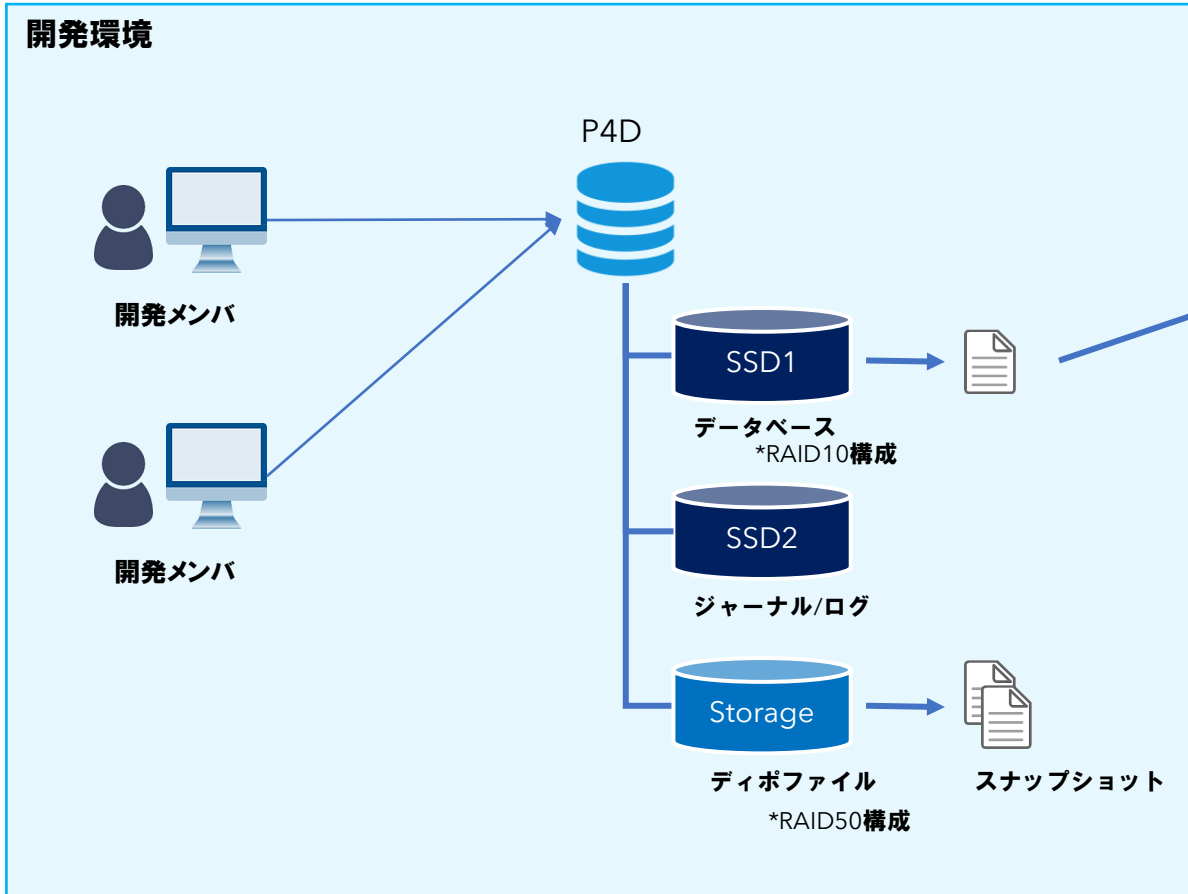 開発環境
P4D
開発メンバ
SSD1
データベース
*RAID10構成
SSD2
開発メンバ
ジャーナル/ログ
Storage
ディポファイル
スナップショット
*RAID50構成